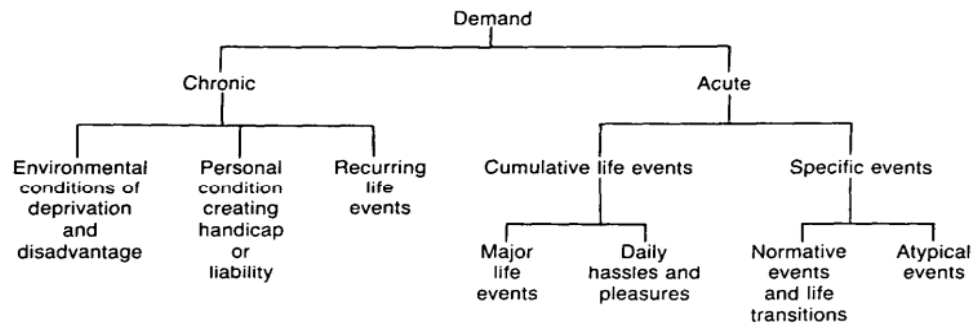 Demand
Chronic
Acute
Environmental
conditions of
deprivation
and
disadvantage
Personal
condition
creating
handicap
or
liability
Recurring
life
events
Cumulative life events
Specific events
Major
life
events
Daily
hassles and
pleasures
Normative
events
and life
transitions
Atypical
events